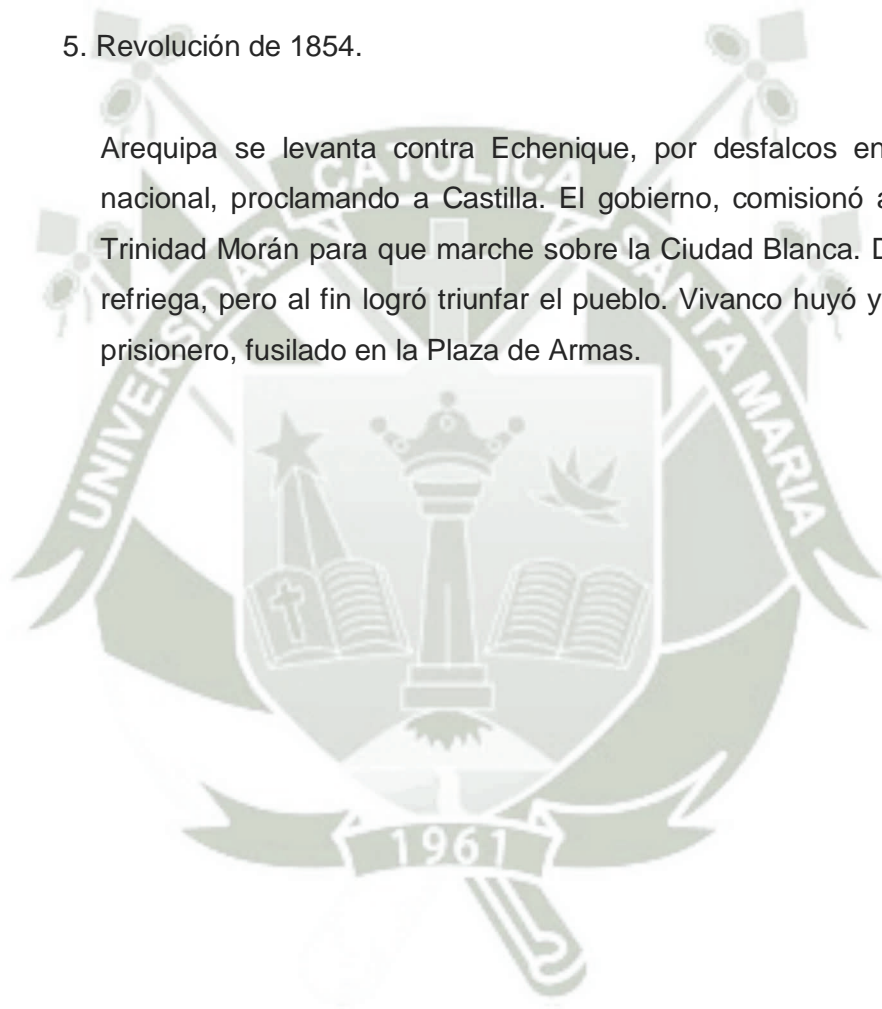 5. Revolución de 1854.
Arequipa se levanta contra Echenique, por desfalcos en
nacional, proclamando a Castilla. El gobierno, comisionó a
Trinidad Morán para que marche sobre la Ciudad Blanca. D
refriega, pero al fin logró triunfar el pueblo. Vivanco huyó y
prisionero, fusilado en la Plaza de Armas.
UNIVERSIDAD CATOLICA SANTA MARIA
1961